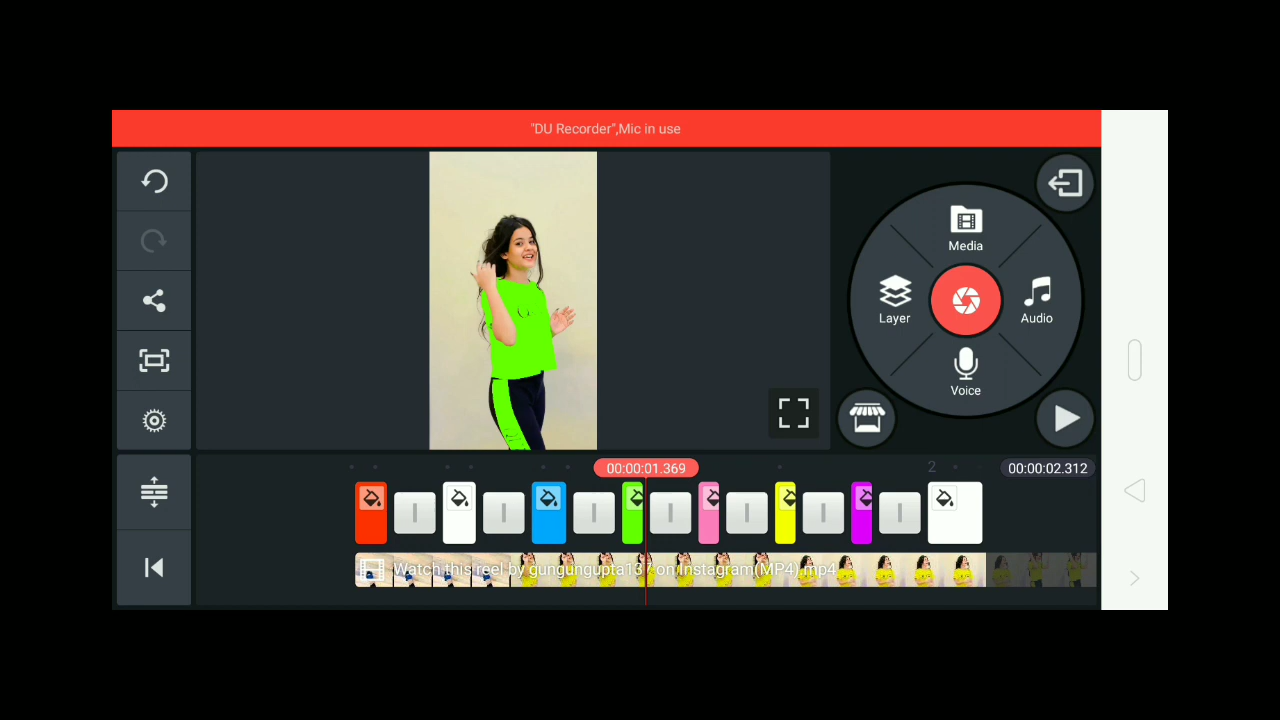 "DU Recorder",Mic in use
Media
Layer
Audio
Voice
00:00:01.369
2
00:00:02.312
Watch this reel by gungungupta137 on Instagram(MP4).mp4